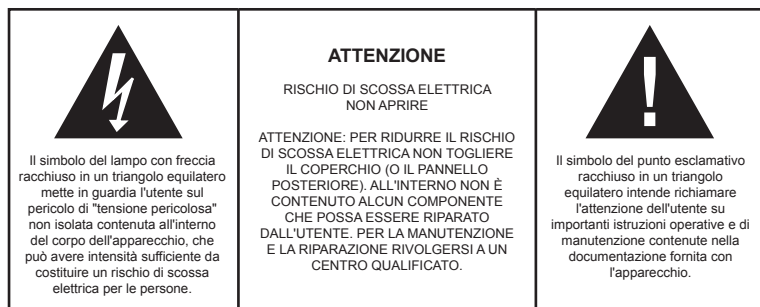 Il simbolo del lampo con freccia
racchiuso in un triangolo equilatero
mette in guardia l'utente sul
pericolo di "tensione pericolosa"
non isolata contenuta all'interno
del corpo dell'apparecchio, che
può avere intensità sufficiente da
costituire un rischio di scossa
elettrica per le persone.
ATTENZIONE
RISCHIO DI SCOSSA ELETTRICA
NON APRIRE
ATTENZIONE: PER RIDURRE IL RISCHIO
DI SCOSSA ELETTRICA NON TOGLIERE
IL COPERCHIO (O IL PANNELLO
POSTERIORE). ALL'INTERNO NON È
CONTENUTO ALCUN COMPONENTE
CHE POSSA ESSERE RIPARATO
DALL'UTENTE. PER LA MANUTENZIONE
E LA RIPARAZIONE RIVOLGERSI A UN
CENTRO QUALIFICATO.
!
Il simbolo del punto esclamativo
racchiuso in un triangolo
equilatero intende richiamare
l'attenzione dell'utente su
importanti istruzioni operative e di
manutenzione contenute nella
documentazione fornita con
l'apparecchio.